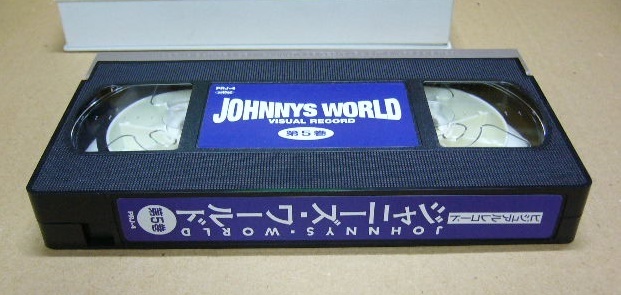 PRJ-4
JOHNNYS WORLD
VISUAL RECORD
第5巻
ビジュアルレコード
ジャニーズ・ワールド
JOHNNYS・WORLD
第5巻
PRJ-4